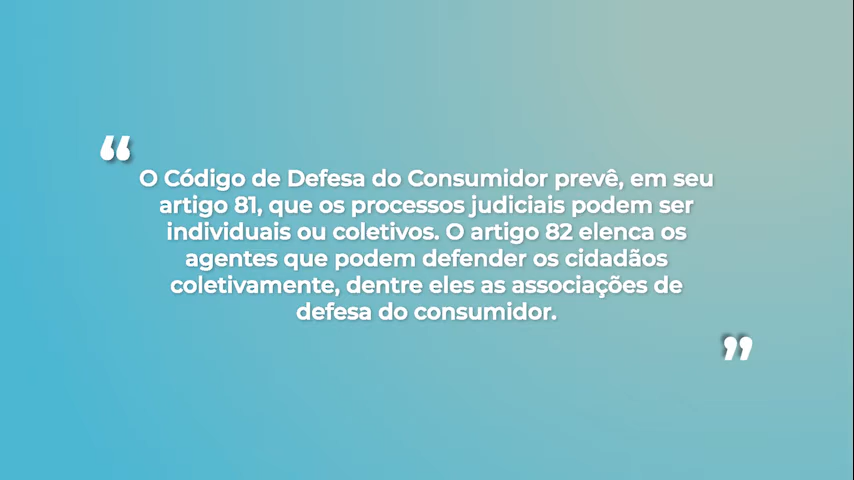 “
O Código de Defesa do Consumidor prevê, em seu
artigo 81, que os processos judiciais podem ser
individuais ou coletivos. O artigo 82 elenca os
agentes que podem defender os cidadãos
coletivamente, dentre eles as associações de
defesa do consumidor.
”